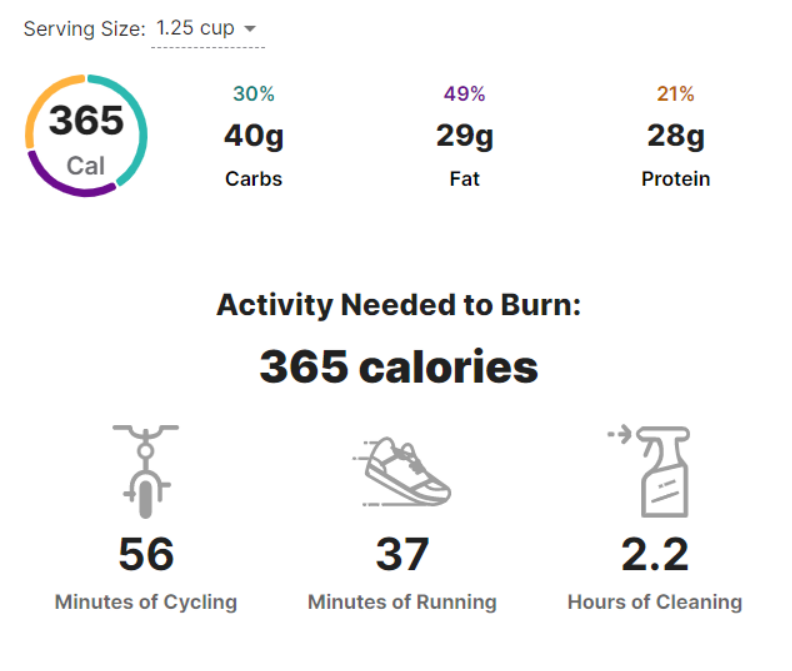 Serving Size: 1.25 cup
365
Cal
30%
40g
Carbs
49%
29g
Fat
21%
28g
Protein
Activity Needed to Burn:
365 calories
56
Minutes of Cycling
37
Minutes of Running
2.2
Hours of Cleaning